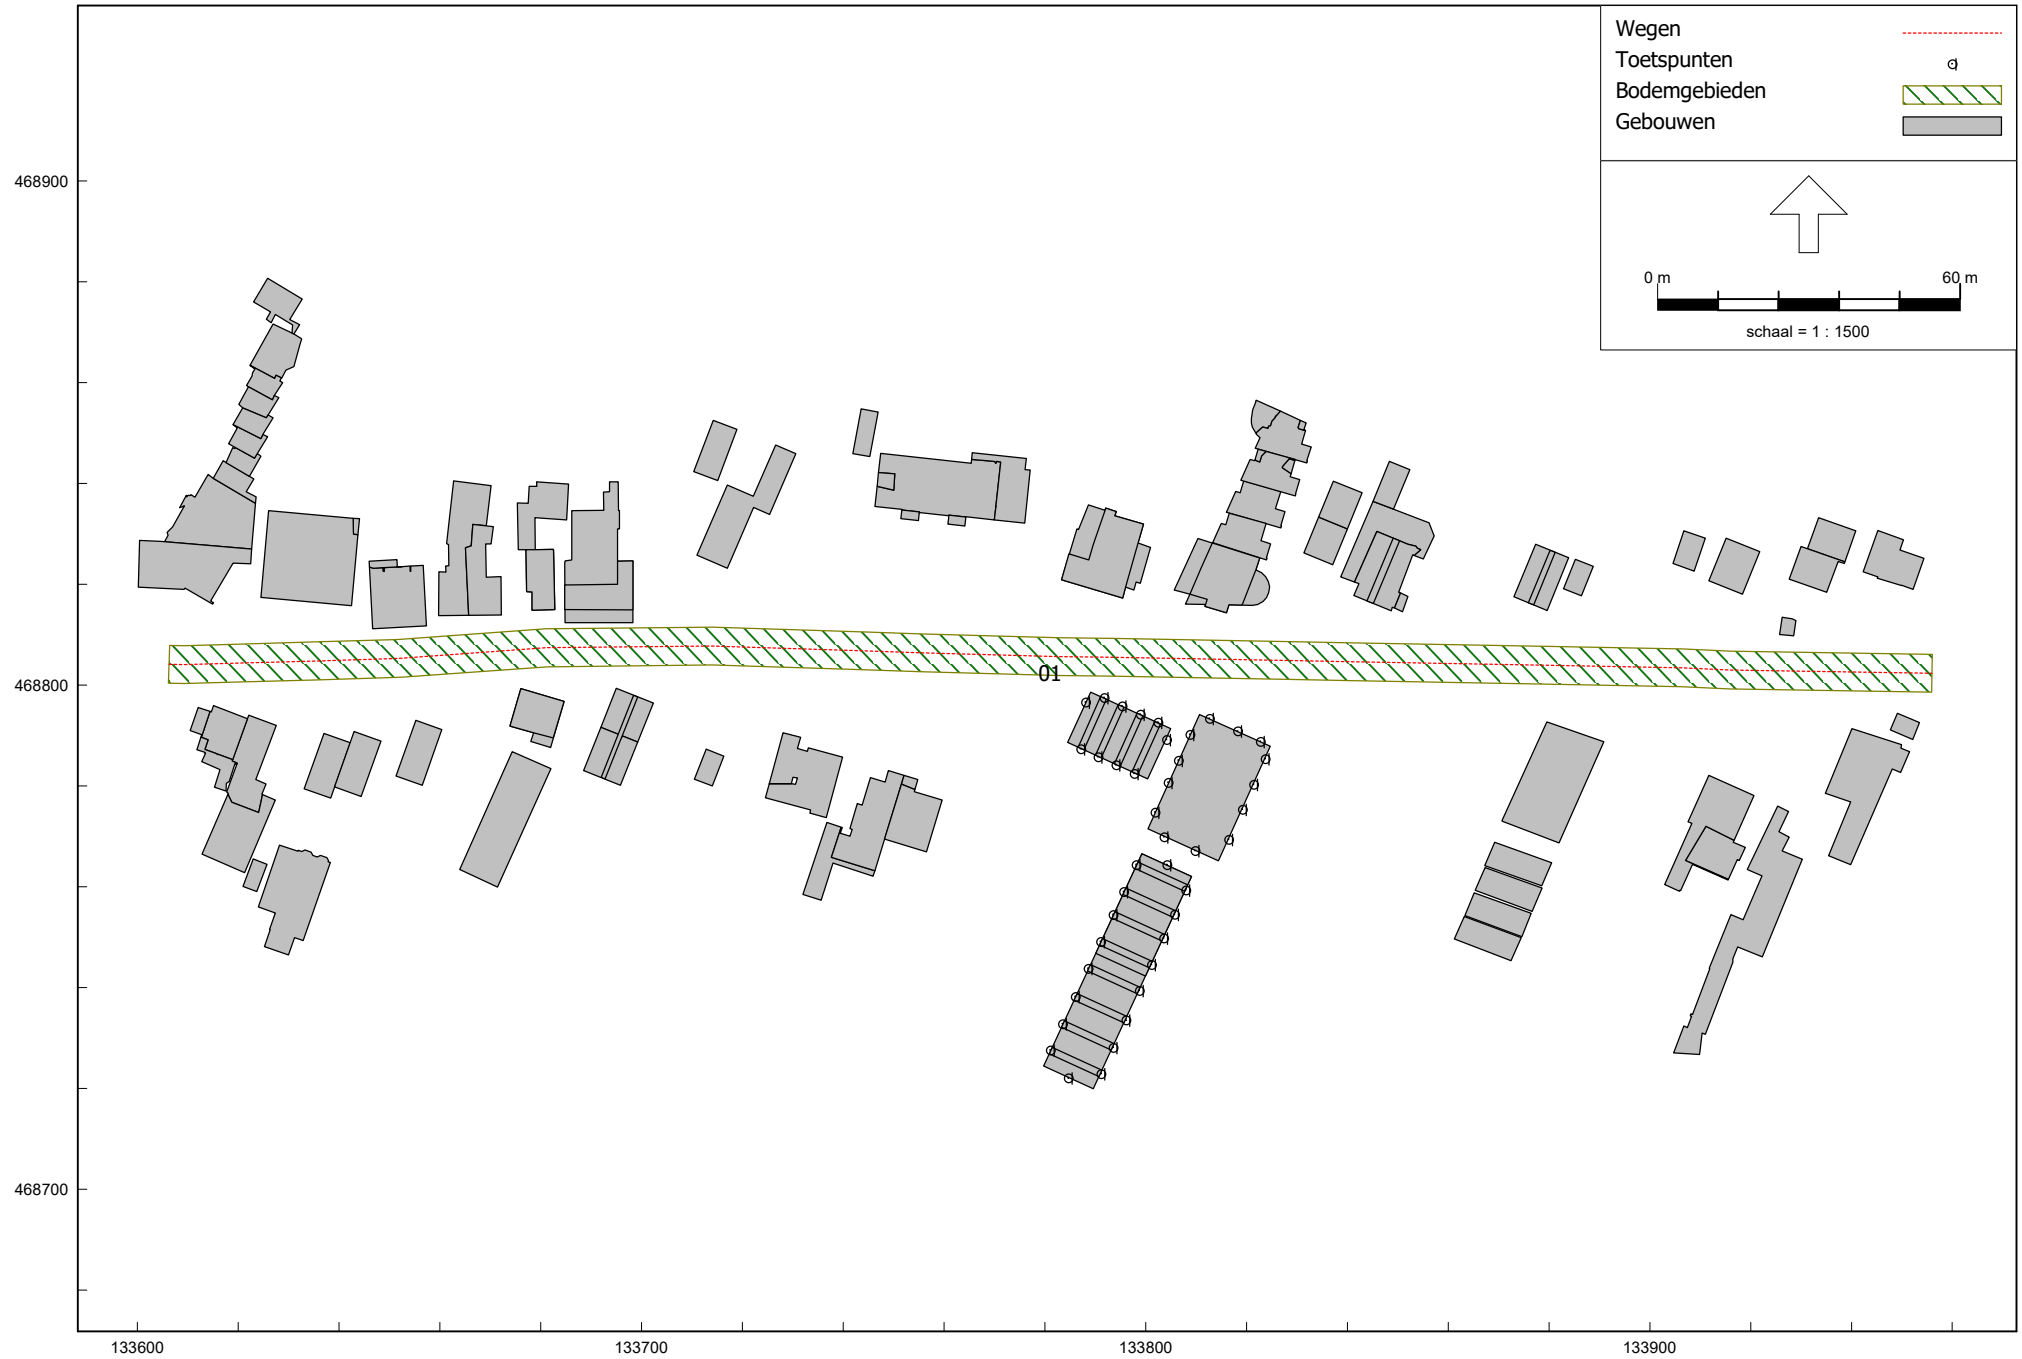 Wegen
Toetspunten
Bodemgebieden
Gebouwen
0 m 60 m
schaal = 1 : 1500
468900
468800
01
468700
133600 133700 133800 133900